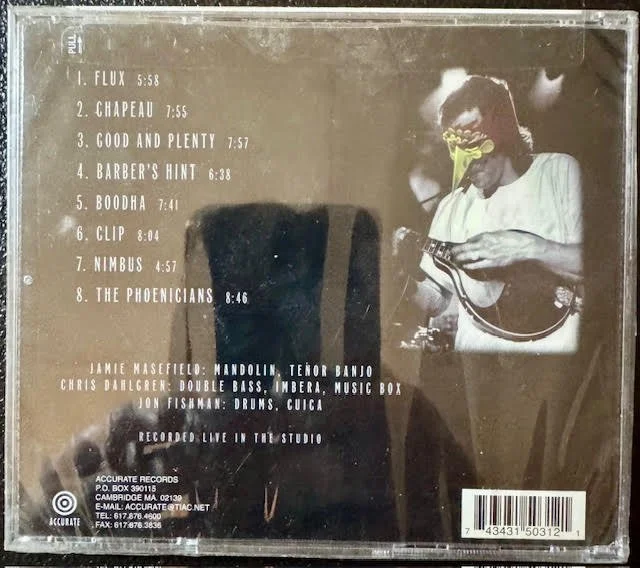 PULL
1. FLUX 5:58
2. CHAPEAU 7:55
3. GOOD AND PLENTY 7:57
4. BARBER'S HINT 6:38
5. BOODHA 7:41
6. CLIP 8:04
7. NIMBUS 4:57
8. THE PHOENICIANS 8:46
JAMIE MASEFIELD: MANDOLIN, TENOR BANJO
CHRIS DAHLGREN: DOUBLE BASS, IMBERA, MUSIC BOX
JON FISHMAN: DRUMS, CUICA
RECORDED LIVE IN THE STUDIO
ACCURATE RECORDS
P.O. BOX 390115
CAMBRIDGE MA. 02139
E-MAIL: ACCURATE@TIAC.NET
TEL: 617.876.4600
FAX: 617.876.3836
ACCURATE
7 43431 50312 1